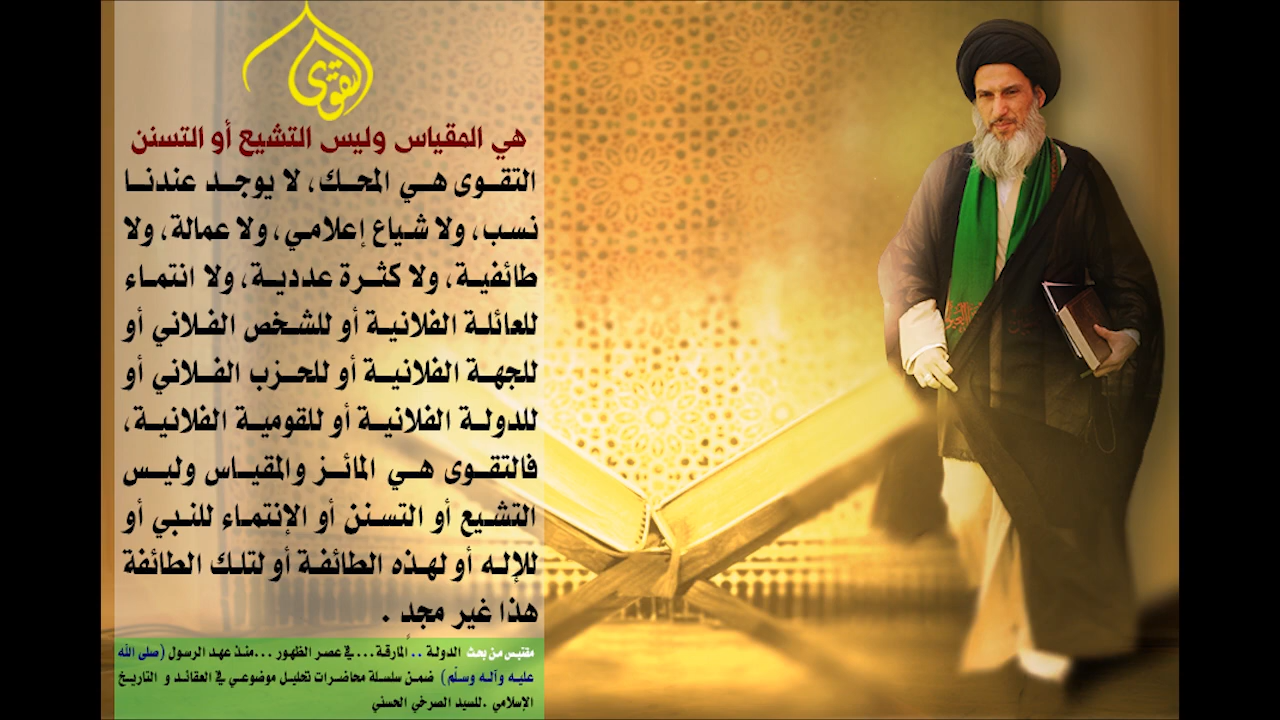 التقوى
هي المقياس وليس التشيع أو التسنن
التقوى هي المحك، لا يوجد عندنا
نسب، ولا شياع إعلامي، ولا عمالة، ولا
طائفية، ولا كثرة عددية، ولا انتماء
للعائلة الفلانية أو للشخص الفلاني أو
للجهة الفلانية أو للحزب الفلاني أو
للدولة الفلانية أو للقومية الفلانية،
فالتقوى هي المائز والمقياس وليس
التشيع أو التسنن أو الإنتماء للنبي أو
للإله أو لهذه الطائفة أو لتلك الطائفة
هذا غير مجدٍ .
مقتبس من بحث الدولة .. المارقة...في عصر الظهور ...منذ عهد الرسول (صلى الله
عليه وآله وسلّم) ضمن سلسلة محاضرات تحليل موضوعي في العقائد و التاريخ
الإسلامي .للسيد الصرخي الحسني